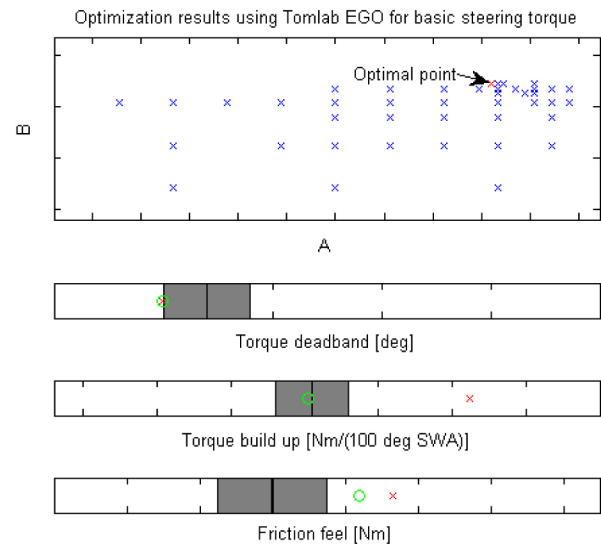 Optimization results using Tomlab EGO for basic steering torque
Optimal point
B
A
Torque deadband [deg]
Torque build up [Nm/(100 deg SWA)]
Friction feel [Nm]